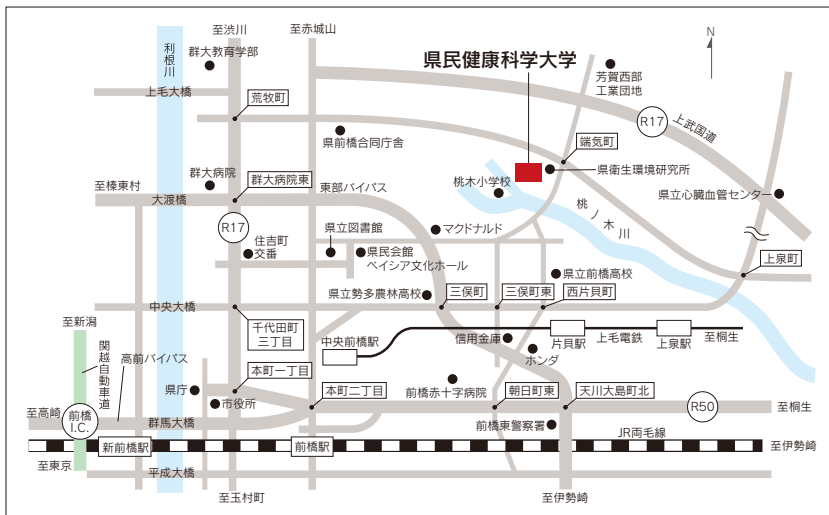 至渋川
至赤城山
N
利根川
群大教育学部
県民健康科学大学
芳賀西部
工業団地
上毛大橋
荒牧町
R17
上武国道
県前橋合同庁舎
端気町
県衛生環境研究所
群大病院
群大病院東
東部バイパス
桃木小学校
至榛東村
大渡橋
県立心臓血管センター
桃ノ木川
R17
住吉町
交番
県立図書館
県民会館
ベイシア文化ホール
マクドナルド
上泉町
県立前橋高校
県立勢多農林高校
三俣町
三俣町東
西片貝町
中央大橋
至新潟
千代田町
三丁目
中央前橋駅
信用金庫
片貝駅
上毛電鉄
上泉駅
至桐生
関越自動車道
高前バイパス
ホンダ
本町一丁目
県庁
市役所
本町二丁目
前橋赤十字病院
朝日町東
天川大島町北
R50
至桐生
至高崎
前橋
I.C.
群馬大橋
前橋東警察署
JR両毛線
新前橋駅
前橋駅
至伊勢崎
至東京
平成大橋
至玉村町
至伊勢崎